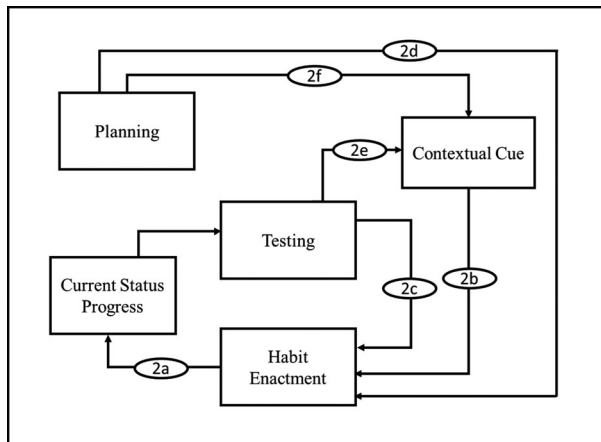 2d
2f
Planning
2e
Contextual Cue
Testing
Current Status
Progress
2c
2b
Habit
Enactment
2a